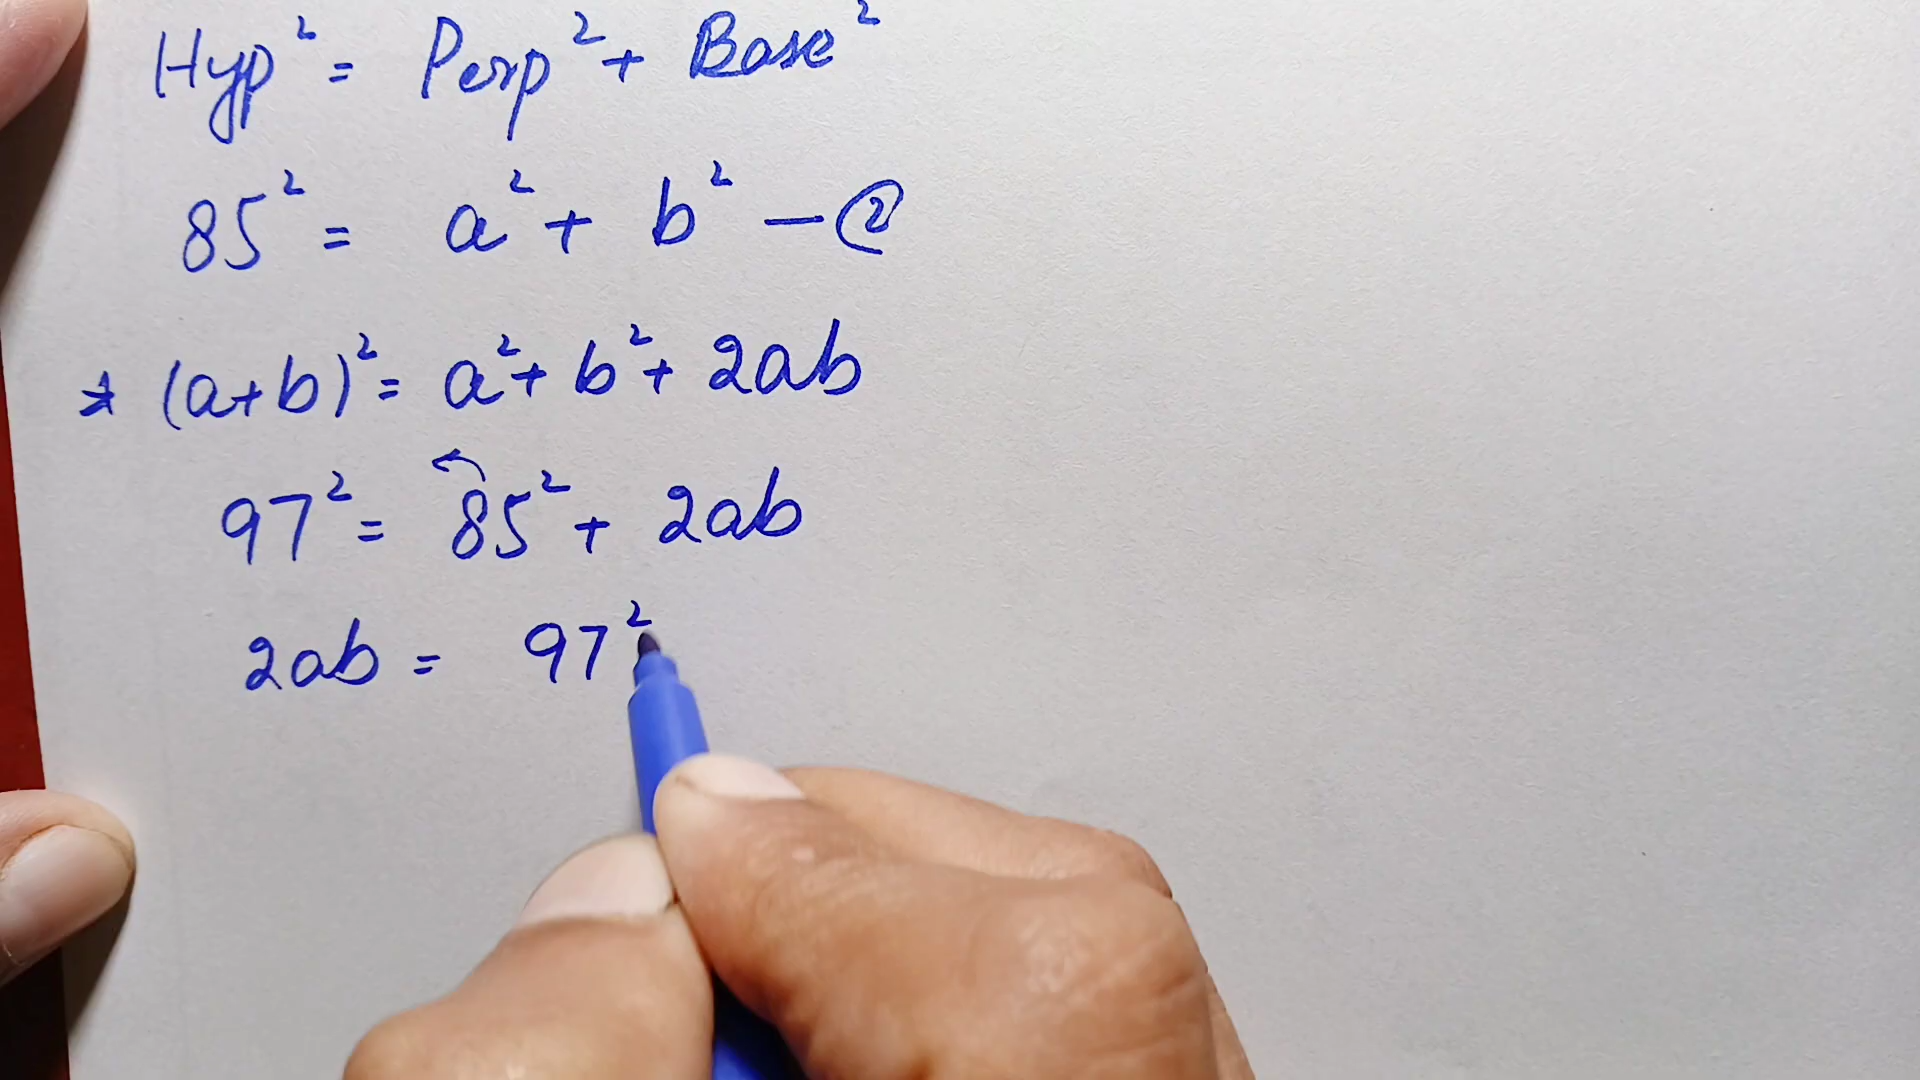 Hyp² = Perp² + Base²
85² = a² + b² — ②
* (a+b)² = a² + b² + 2ab
97² = 85² + 2ab
2ab = 97²